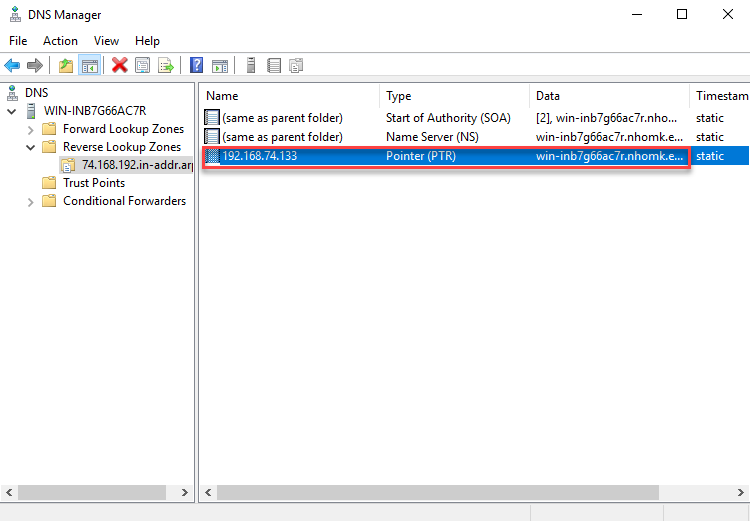 DNS Manager
File Action View Help
DNS
WIN-INB7G66AC7R
Forward Lookup Zones
Reverse Lookup Zones
74.168.192.in-addr.arp
Trust Points
Conditional Forwarders
Name Type Data Timestam
(same as parent folder) Start of Authority (SOA) [2], win-inb7g66ac7r.nho... static
(same as parent folder) Name Server (NS) win-inb7g66ac7r.nhomk.e... static
192.168.74.133 Pointer (PTR) win-inb7g66ac7r.nhomk.e... static